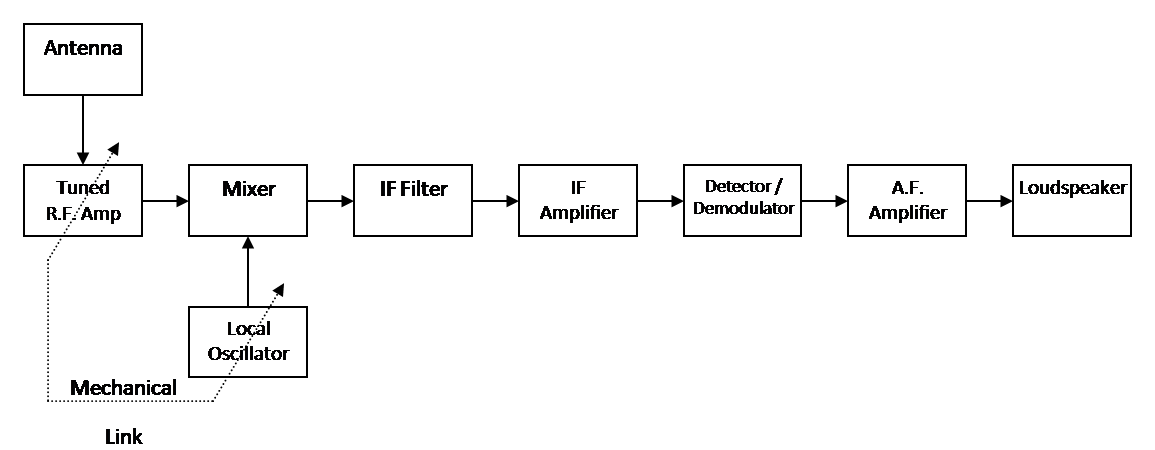 Antenna
Tuned
R.F. Amp
Mixer
IF Filter
IF
Amplifier
Detector /
Demodulator
A.F.
Amplifier
Loudspeaker
Local
Oscillator
Mechanical
Link